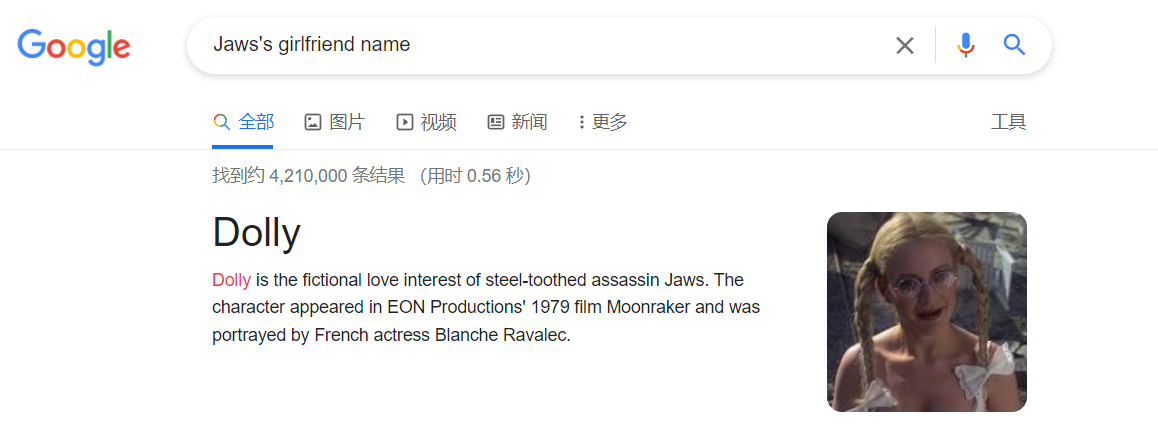 Google
Jaws's girlfriend name
全部 图片 视频 新闻 更多 工具
找到约 4,210,000 条结果 （用时 0.56 秒）
Dolly
Dolly is the fictional love interest of steel-toothed assassin Jaws. The
character appeared in EON Productions' 1979 film Moonraker and was
portrayed by French actress Blanche Ravalec.